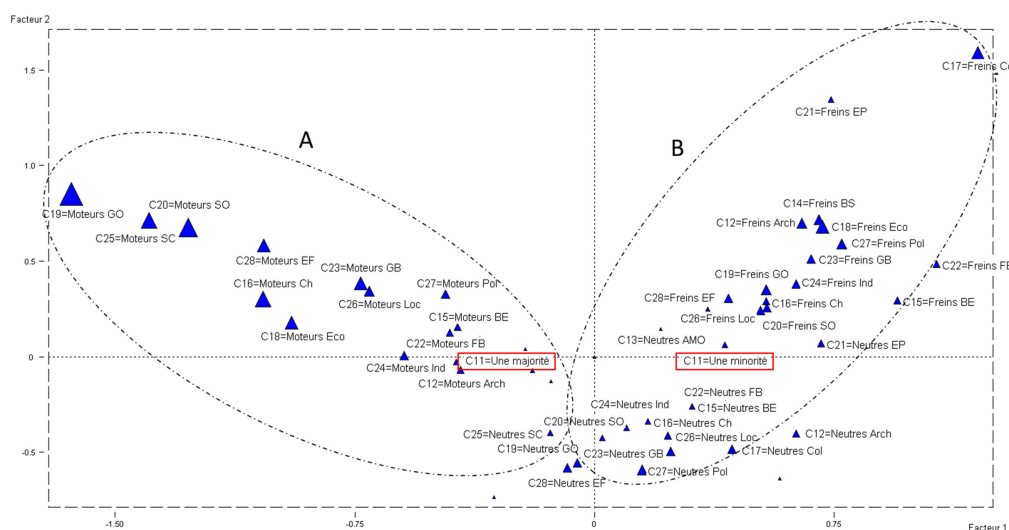 Facteur 2
1.5
C17=Freins Co
C21=Freins EP
A
B
1.0
C20=Moteurs SO
C19=Moteurs GO
C25=Moteurs SC
C14=Freins BS
C12=Freins Arch
C18=Freins Eco
C27=Freins Pol
C28=Moteurs EF
C23=Moteurs GB
C23=Freins GB
C22=Freins FB
0.5
C16=Moteurs Ch
C27=Moteurs Pol
C19=Freins GO
C24=Freins Ind
C26=Moteurs Loc
C28=Freins EF
C16=Freins Ch
C15=Freins BE
C15=Moteurs BE
C26=Freins Loc
C20=Freins SO
C18=Moteurs Eco
C22=Moteurs FB
C13=Neutres AMO
C21=Neutres EP
0
C24=Moteurs Ind
C11=Une majorité
C11=Une minorité
C12=Moteurs Arch
C22=Neutres FB
C24=Neutres Ind
C15=Neutres BE
C20=Neutres SO
C16=Neutres Ch
C25=Neutres SC
C26=Neutres Loc
C12=Neutres Arch
C19=Neutres GO
C23=Neutres GB
C17=Neutres Col
-0.5
C28=Neutres EF
C27=Neutres Pol
-1.50
-0.75
0
0.75
Facteur 1